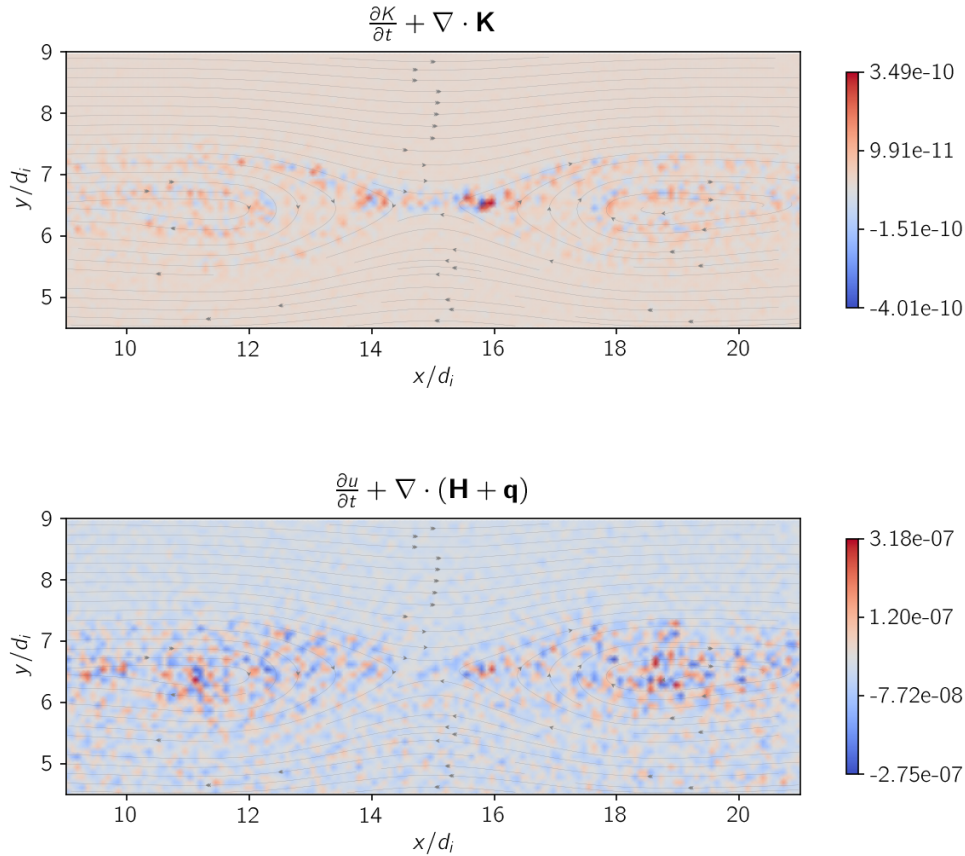 ∂K/∂t + ∇ · K
9
8
7
6
5
y/d_i
10 12 14 16 18 20
x/d_i
3.49e-10
9.91e-11
-1.51e-10
-4.01e-10
∂u/∂t + ∇ · (H + q)
9
8
7
6
5
y/d_i
10 12 14 16 18 20
x/d_i
3.18e-07
1.20e-07
-7.72e-08
-2.75e-07